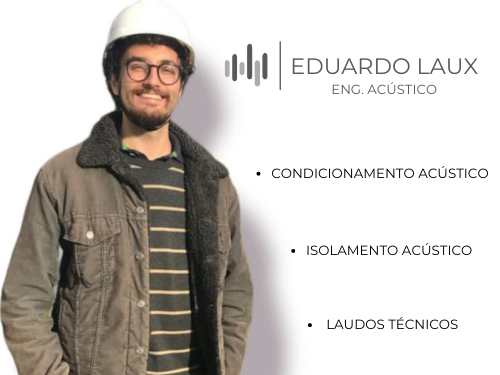 EDUARDO LAUX
ENG. ACÚSTICO
• CONDICIONAMENTO ACÚSTICO
• ISOLAMENTO ACÚSTICO
• LAUDOS TÉCNICOS